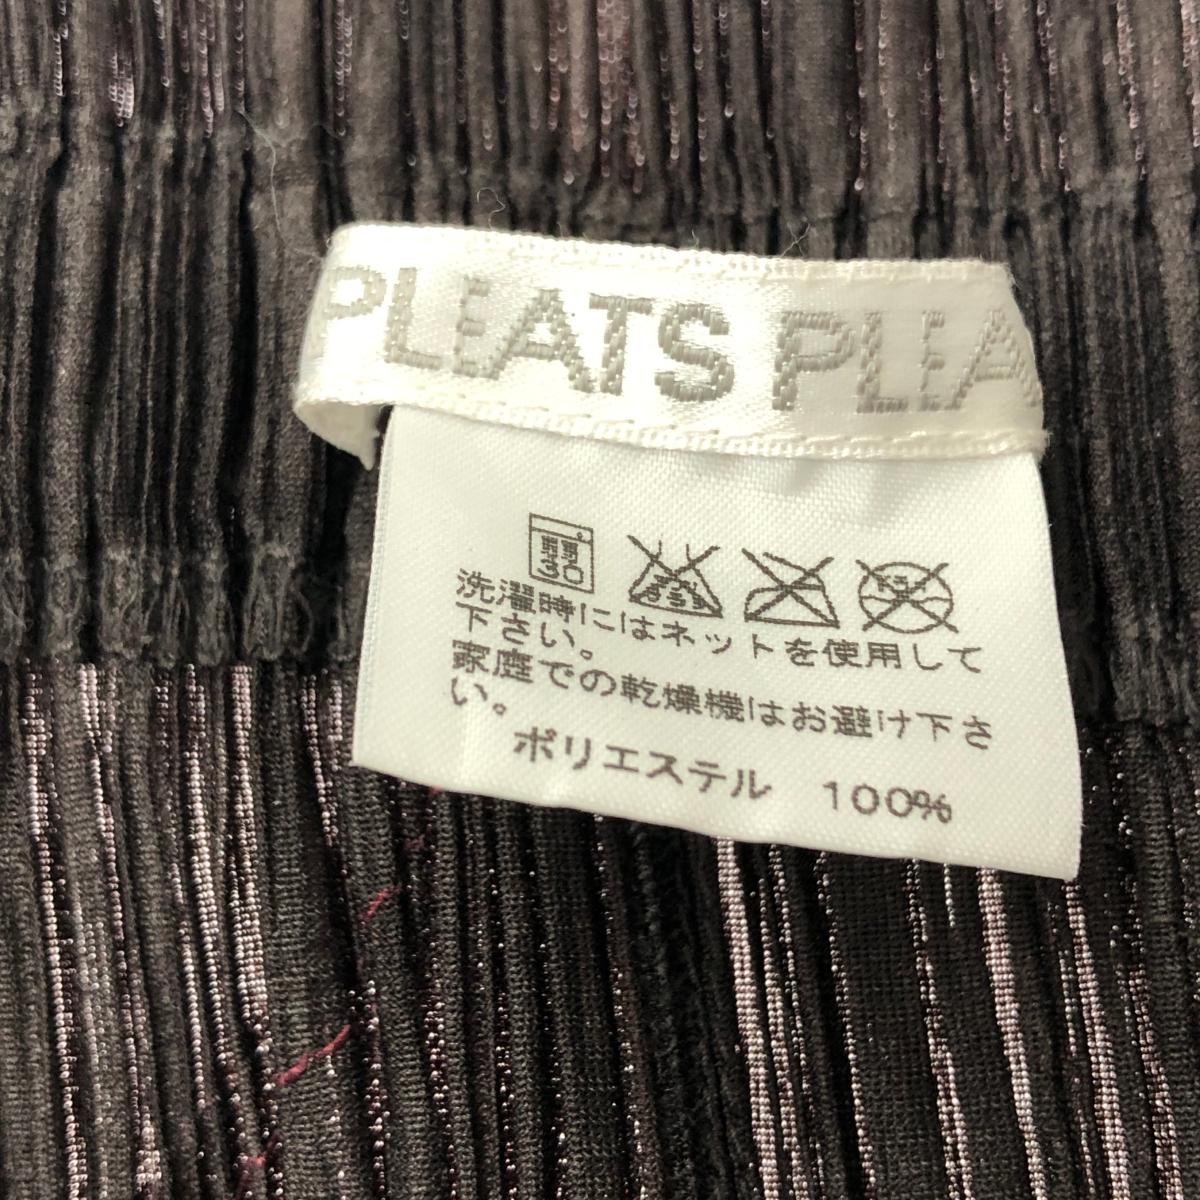 PLEATS PLEA
弱
30
洗濯時にはネットを使用して
下さい。
家庭での乾燥機はお避け下さ
い。
ポリエステル 100%